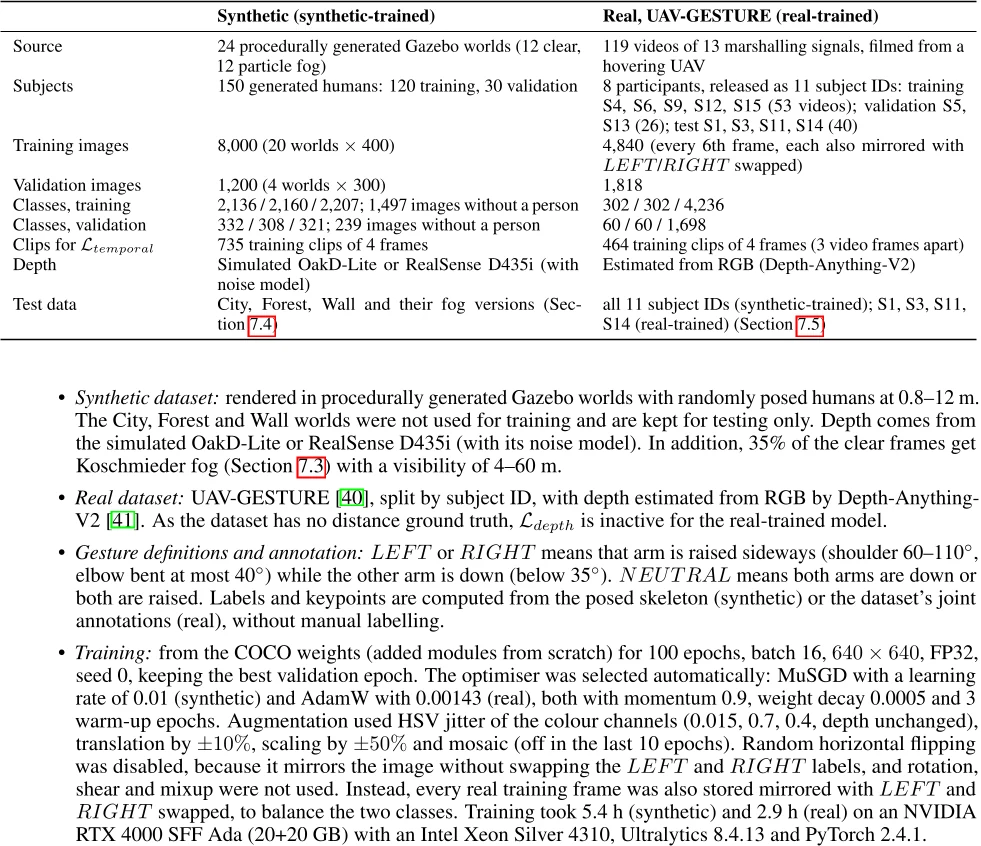 Synthetic (synthetic-trained) Real, UAV-GESTURE (real-trained)
Source 24 procedurally generated Gazebo worlds (12 clear, 119 videos of 13 marshalling signals, filmed from a
12 particle fog) hovering UAV
Subjects 150 generated humans: 120 training, 30 validation 8 participants, released as 11 subject IDs: training
S4, S6, S9, S12, S15 (53 videos); validation S5,
S13 (26); test S1, S3, S11, S14 (40)
Training images 8,000 (20 worlds × 400) 4,840 (every 6th frame, each also mirrored with
LEFT/RIGHT swapped)
Validation images 1,200 (4 worlds × 300) 1,818
Classes, training 2,136 / 2,160 / 2,207; 1,497 images without a person 302 / 302 / 4,236
Classes, validation 332 / 308 / 321; 239 images without a person 60 / 60 / 1,698
Clips for ℒtemporal 735 training clips of 4 frames 464 training clips of 4 frames (3 video frames apart)
Depth Simulated OakD-Lite or RealSense D435i (with Estimated from RGB (Depth-Anything-V2)
noise model)
Test data City, Forest, Wall and their fog versions (Sec- all 11 subject IDs (synthetic-trained); S1, S3, S11,
tion 7.4) S14 (real-trained) (Section 7.5)
• Synthetic dataset: rendered in procedurally generated Gazebo worlds with randomly posed humans at 0.8–12 m.
The City, Forest and Wall worlds were not used for training and are kept for testing only. Depth comes from
the simulated OakD-Lite or RealSense D435i (with its noise model). In addition, 35% of the clear frames get
Koschmieder fog (Section 7.3) with a visibility of 4–60 m.
• Real dataset: UAV-GESTURE [40], split by subject ID, with depth estimated from RGB by Depth-Anything-
V2 [41]. As the dataset has no distance ground truth, ℒdepth is inactive for the real-trained model.
• Gesture definitions and annotation: LEFT or RIGHT means that arm is raised sideways (shoulder 60–110°,
elbow bent at most 40°) while the other arm is down (below 35°). NEUTRAL means both arms are down or
both are raised. Labels and keypoints are computed from the posed skeleton (synthetic) or the dataset's joint
annotations (real), without manual labelling.
• Training: from the COCO weights (added modules from scratch) for 100 epochs, batch 16, 640 × 640, FP32,
seed 0, keeping the best validation epoch. The optimiser was selected automatically: MuSGD with a learning
rate of 0.01 (synthetic) and AdamW with 0.00143 (real), both with momentum 0.9, weight decay 0.0005 and 3
warm-up epochs. Augmentation used HSV jitter of the colour channels (0.015, 0.7, 0.4, depth unchanged),
translation by ±10%, scaling by ±50% and mosaic (off in the last 10 epochs). Random horizontal flipping
was disabled, because it mirrors the image without swapping the LEFT and RIGHT labels, and rotation,
shear and mixup were not used. Instead, every real training frame was also stored mirrored with LEFT and
RIGHT swapped, to balance the two classes. Training took 5.4 h (synthetic) and 2.9 h (real) on an NVIDIA
RTX 4000 SFF Ada (20+20 GB) with an Intel Xeon Silver 4310, Ultralytics 8.4.13 and PyTorch 2.4.1.